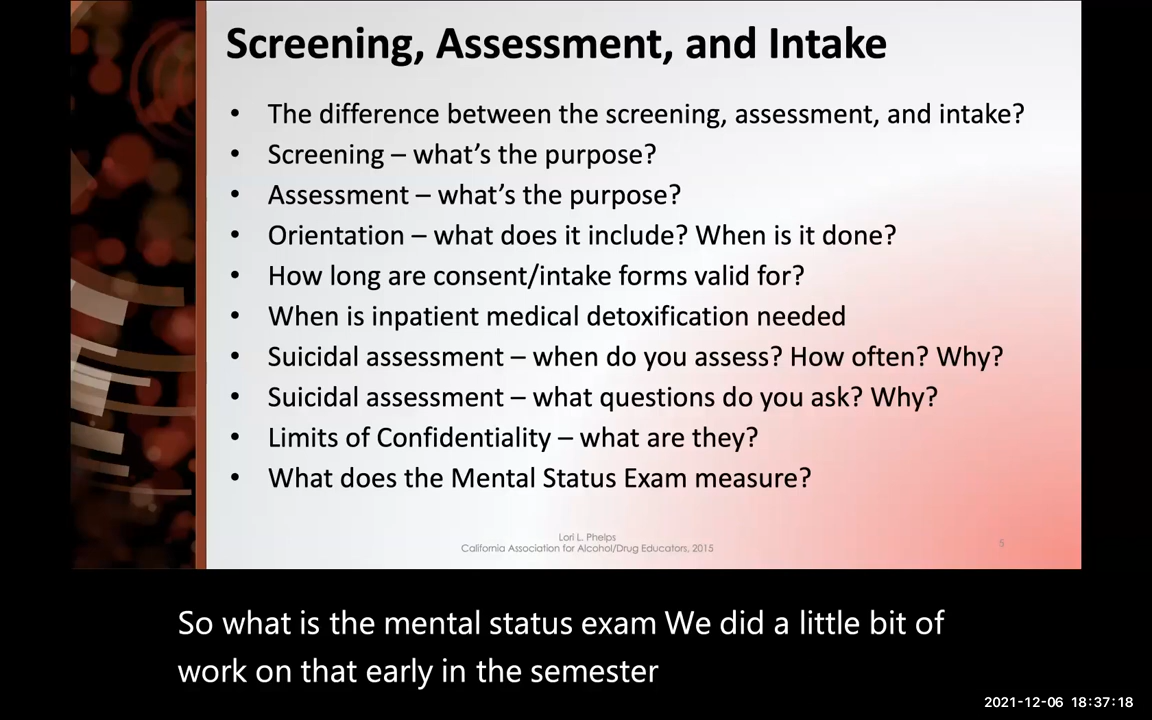 Screening, Assessment, and Intake
• The difference between the screening, assessment, and intake?
• Screening – what's the purpose?
• Assessment – what's the purpose?
• Orientation – what does it include? When is it done?
• How long are consent/intake forms valid for?
• When is inpatient medical detoxification needed
• Suicidal assessment – when do you assess? How often? Why?
• Suicidal assessment – what questions do you ask? Why?
• Limits of Confidentiality – what are they?
• What does the Mental Status Exam measure?
Lori L. Phelps
California Association for Alcohol/Drug Educators, 2015
5
So what is the mental status exam We did a little bit of
work on that early in the semester
2021-12-06 18:37:18